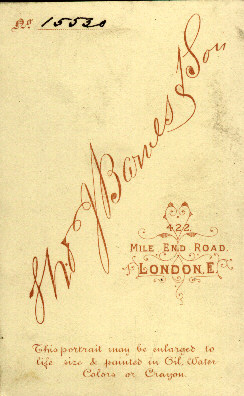 No 15530
Thos J Barnes & Son
422
MILE END ROAD.
LONDON. E.
This portrait may be enlarged to
life size & painted in Oil, Water
Colors or Crayon.